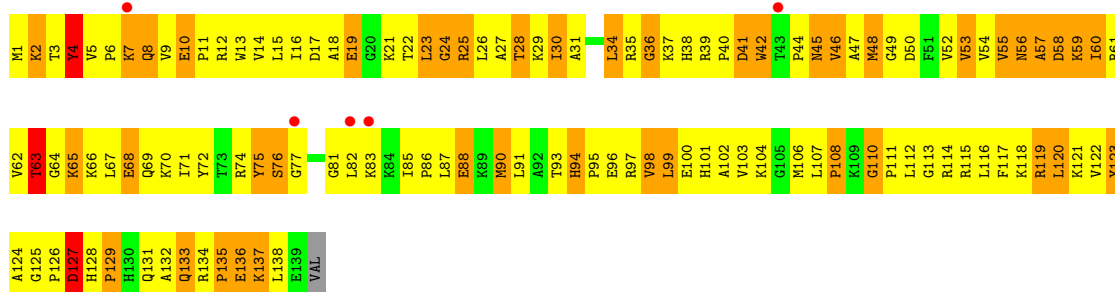 M1 K2 T3 Y4 V5 P6 K7 Q8 V9 E10 P11 R12 W13 V14 L15 I16 D17 A18 E19 G20 K21 T22 L23 G24 R25 L26 A27 T28 K29 I30 A31 L34 R35 G36 K37 H38 R39 P40 D41 W42 T43 P44 N45 V46 A47 M48 G49 D50 F51 V52 V53 V54 V55 N56 A57 D58 K59 I60 R61
V62 T63 G64 K65 K66 L67 E68 Q69 K70 I71 Y72 T73 R74 Y75 S76 G77 G81 L82 K83 K84 I85 P86 L87 E88 K89 M90 L91 A92 T93 H94 P95 E96 R97 V98 L99 E100 H101 A102 V103 K104 G105 M106 L107 P108 K109 G110 P111 L112 G113 R114 R115 L116 F117 K118 R119 L120 K121 V122 Y123
A124 G125 P126 D127 H128 P129 H130 Q131 A132 Q133 R134 P135 E136 K137 L138 E139 VAL